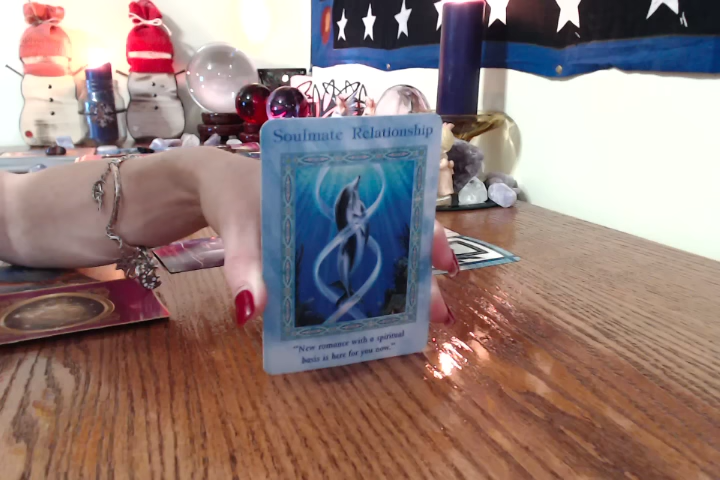 Soulmate Relationship
"New romance with a spiritual
basis is here for you now."